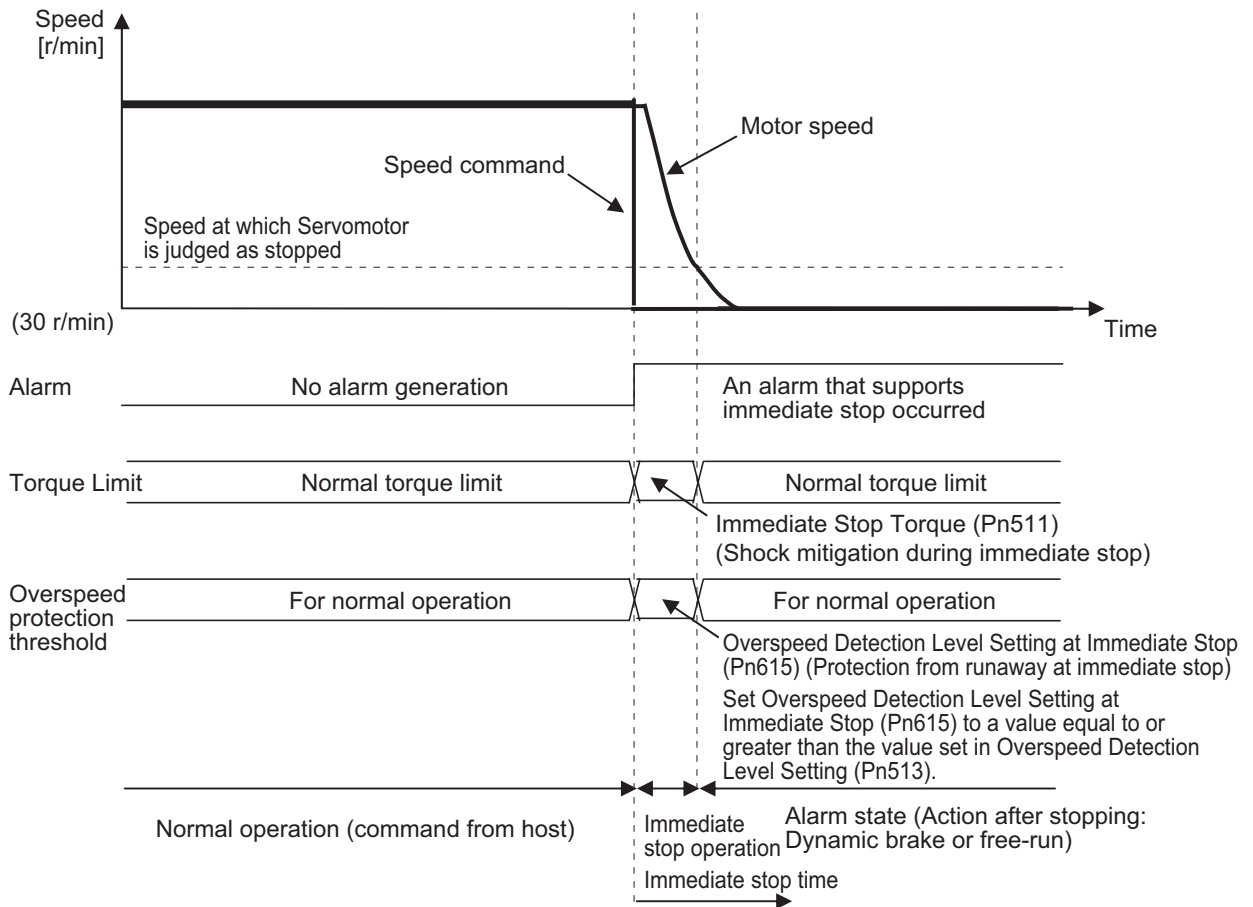 Speed
[r/min]
Motor speed
Speed command
Speed at which Servomotor
is judged as stopped
(30 r/min)
Time
Alarm
No alarm generation
An alarm that supports
immediate stop occurred
Torque Limit
Normal torque limit
Normal torque limit
Immediate Stop Torque (Pn511)
(Shock mitigation during immediate stop)
Overspeed
protection
threshold
For normal operation
For normal operation
Overspeed Detection Level Setting at Immediate Stop
(Pn615) (Protection from runaway at immediate stop)
Set Overspeed Detection Level Setting at
Immediate Stop (Pn615) to a value equal to or
greater than the value set in Overspeed Detection
Level Setting (Pn513).
Normal operation (command from host)
Immediate
stop operation
Alarm state (Action after stopping:
Dynamic brake or free-run)
Immediate stop time